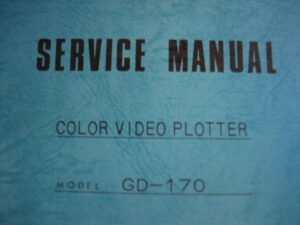 SERVICE MANUAL
COLOR VIDEO PLOTTER
MODEL GD-170